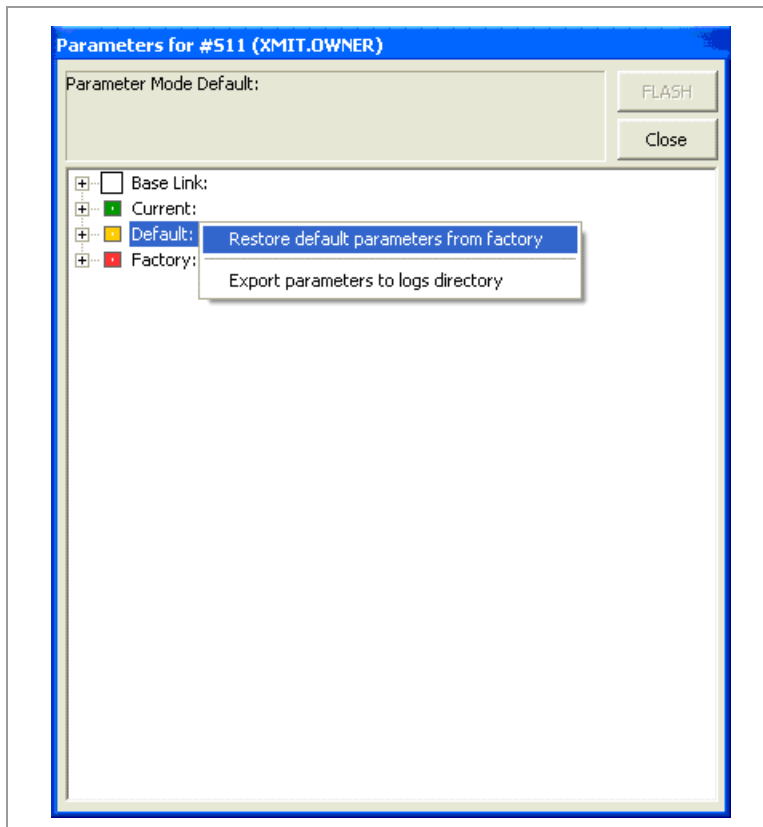 Parameters for #511 (XMIT.OWNER)
Parameter Mode Default:
FLASH
Close
Base Link:
Current:
Default:
Restore default parameters from factory
Factory:
Export parameters to logs directory